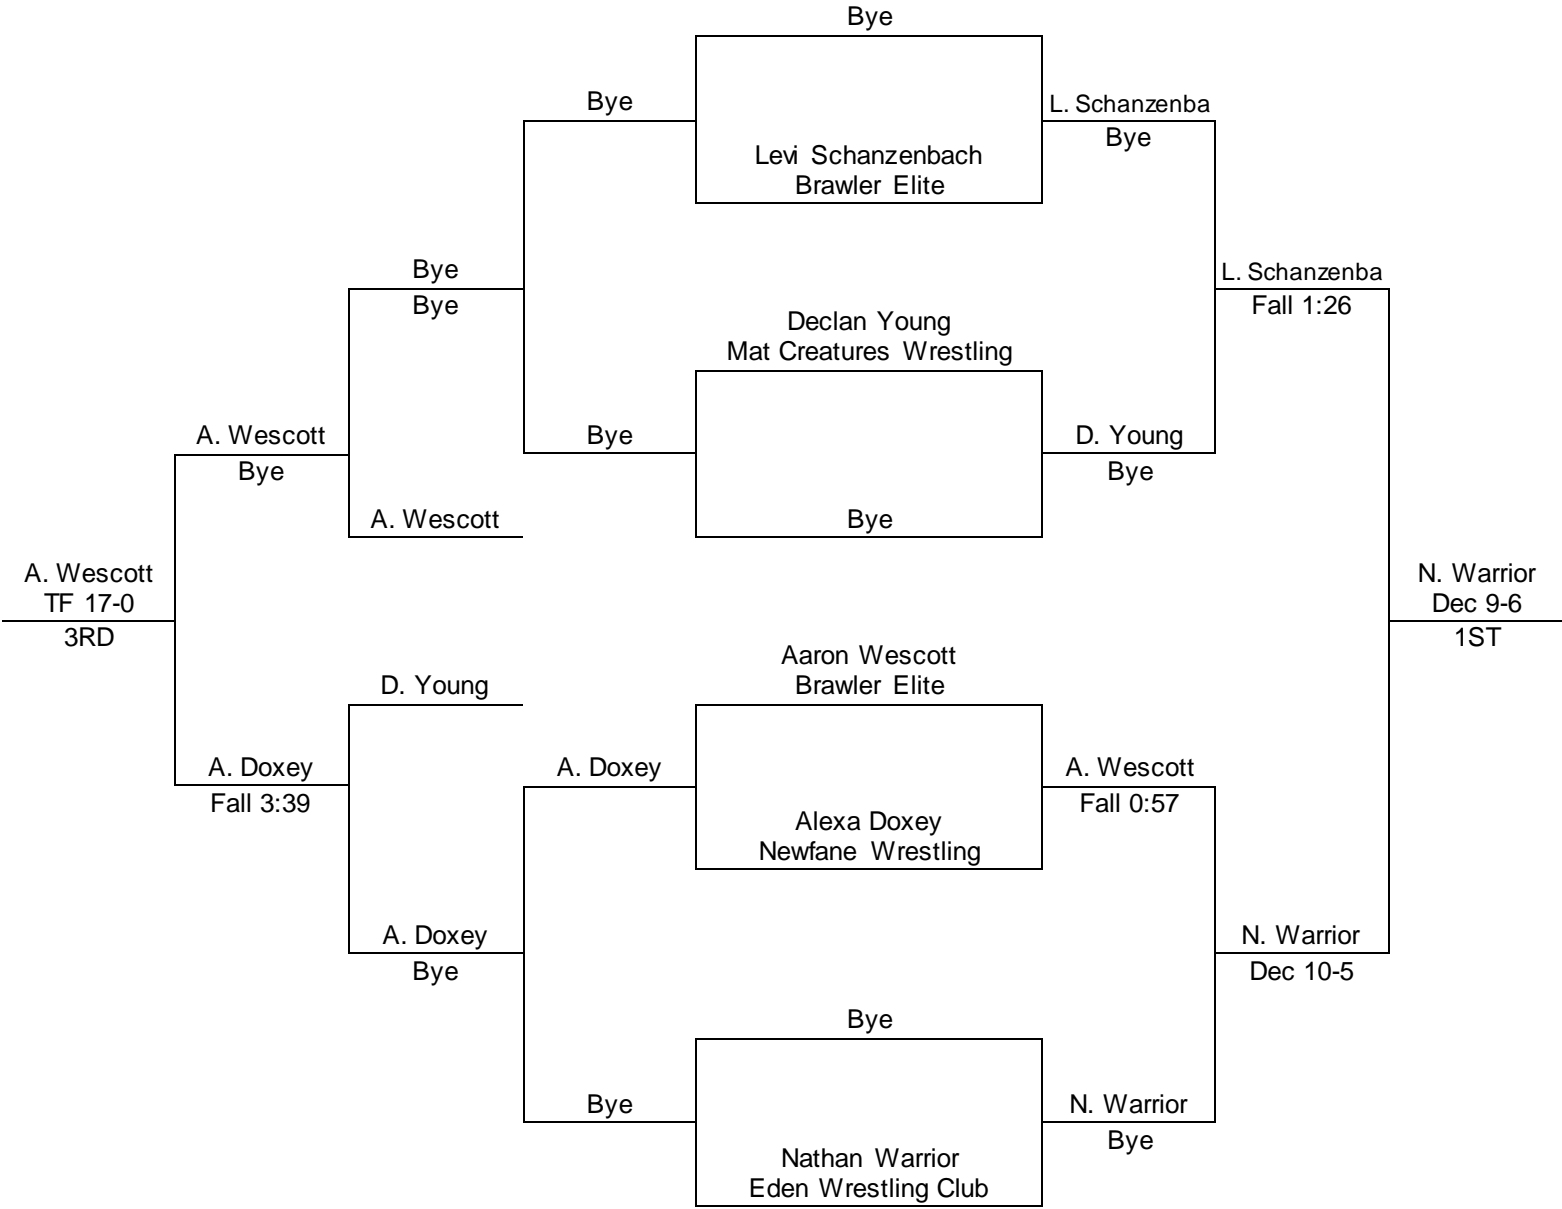 Bye
Bye
L. Schanzenba
Bye
Levi Schanzenbach
Brawler Elite
Bye
Bye
L. Schanzenba
Fall 1:26
Declan Young
Mat Creatures Wrestling
A. Wescott
Bye
Bye
D. Young
Bye
A. Wescott
Bye
A. Wescott
TF 17-0
3RD
N. Warrior
Dec 9-6
1ST
D. Young
Aaron Wescott
Brawler Elite
A. Doxey
Fall 3:39
A. Doxey
A. Wescott
Fall 0:57
Alexa Doxey
Newfane Wrestling
A. Doxey
Bye
N. Warrior
Dec 10-5
Bye
Bye
N. Warrior
Bye
Nathan Warrior
Eden Wrestling Club